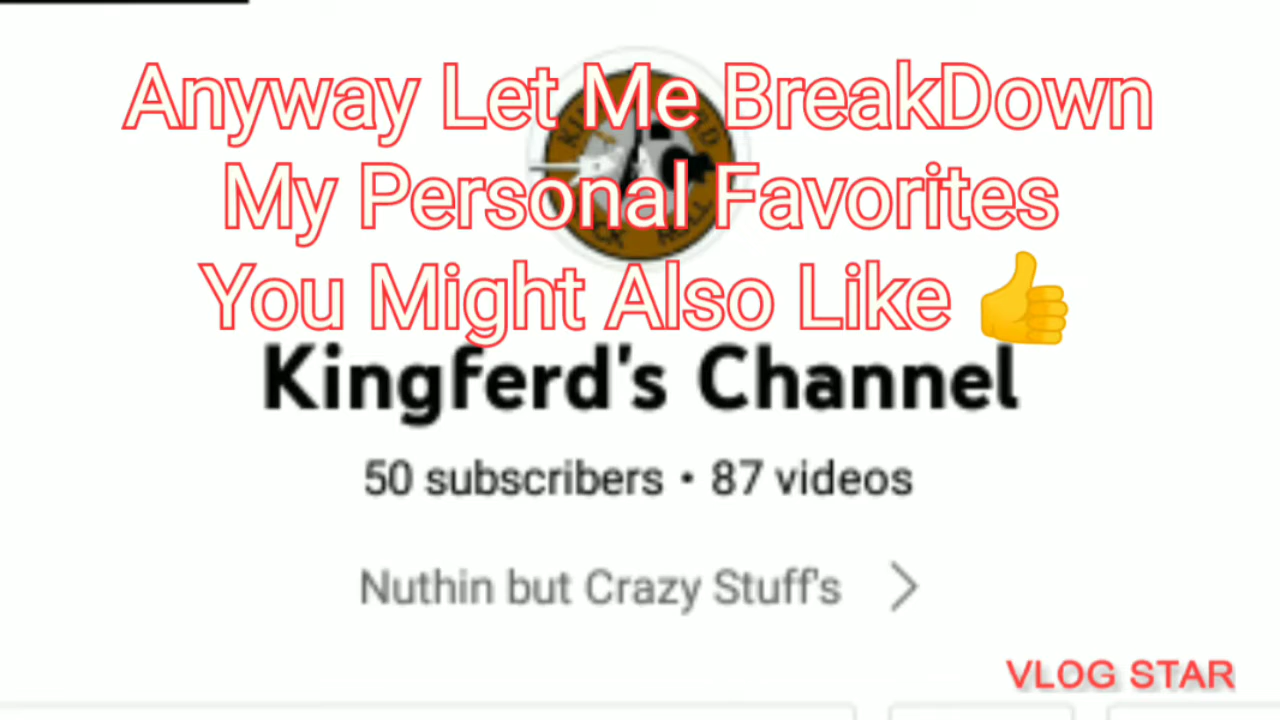 Anyway Let Me BreakDown
My Personal Favorites
You Might Also Like 👍
Kingferd's Channel
50 subscribers • 87 videos
Nuthin but Crazy Stuff's
VLOG STAR